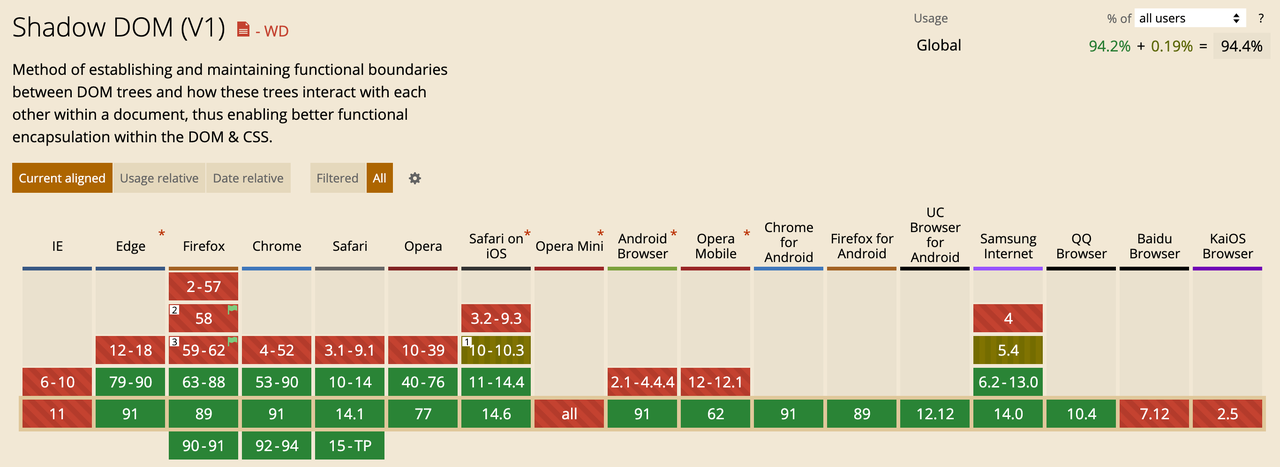 Shadow DOM (V1) - WD
Usage % of all users ?
Global 94.2% + 0.19% = 94.4%
Method of establishing and maintaining functional boundaries
between DOM trees and how these trees interact with each
other within a document, thus enabling better functional
encapsulation within the DOM & CSS.
Current aligned Usage relative Date relative Filtered All
IE
Edge *
Firefox
Chrome
Safari
Opera
Safari on *
iOS
Opera Mini *
Android *
Browser
Opera *
Mobile
Chrome
for
Android
Firefox for
Android
UC
Browser
for
Android
Samsung
Internet
QQ
Browser
Baidu
Browser
KaiOS
Browser
2-57
2 58 3.2-9.3 4
12-18 3 59-62 4-52 3.1-9.1 10-39 1 10-10.3 5.4
6-10 79-90 63-88 53-90 10-14 40-76 11-14.4 2.1-4.4.4 12-12.1 6.2-13.0
11 91 89 91 14.1 77 14.6 all 91 62 91 89 12.12 14.0 10.4 7.12 2.5
90-91 92-94 15-TP